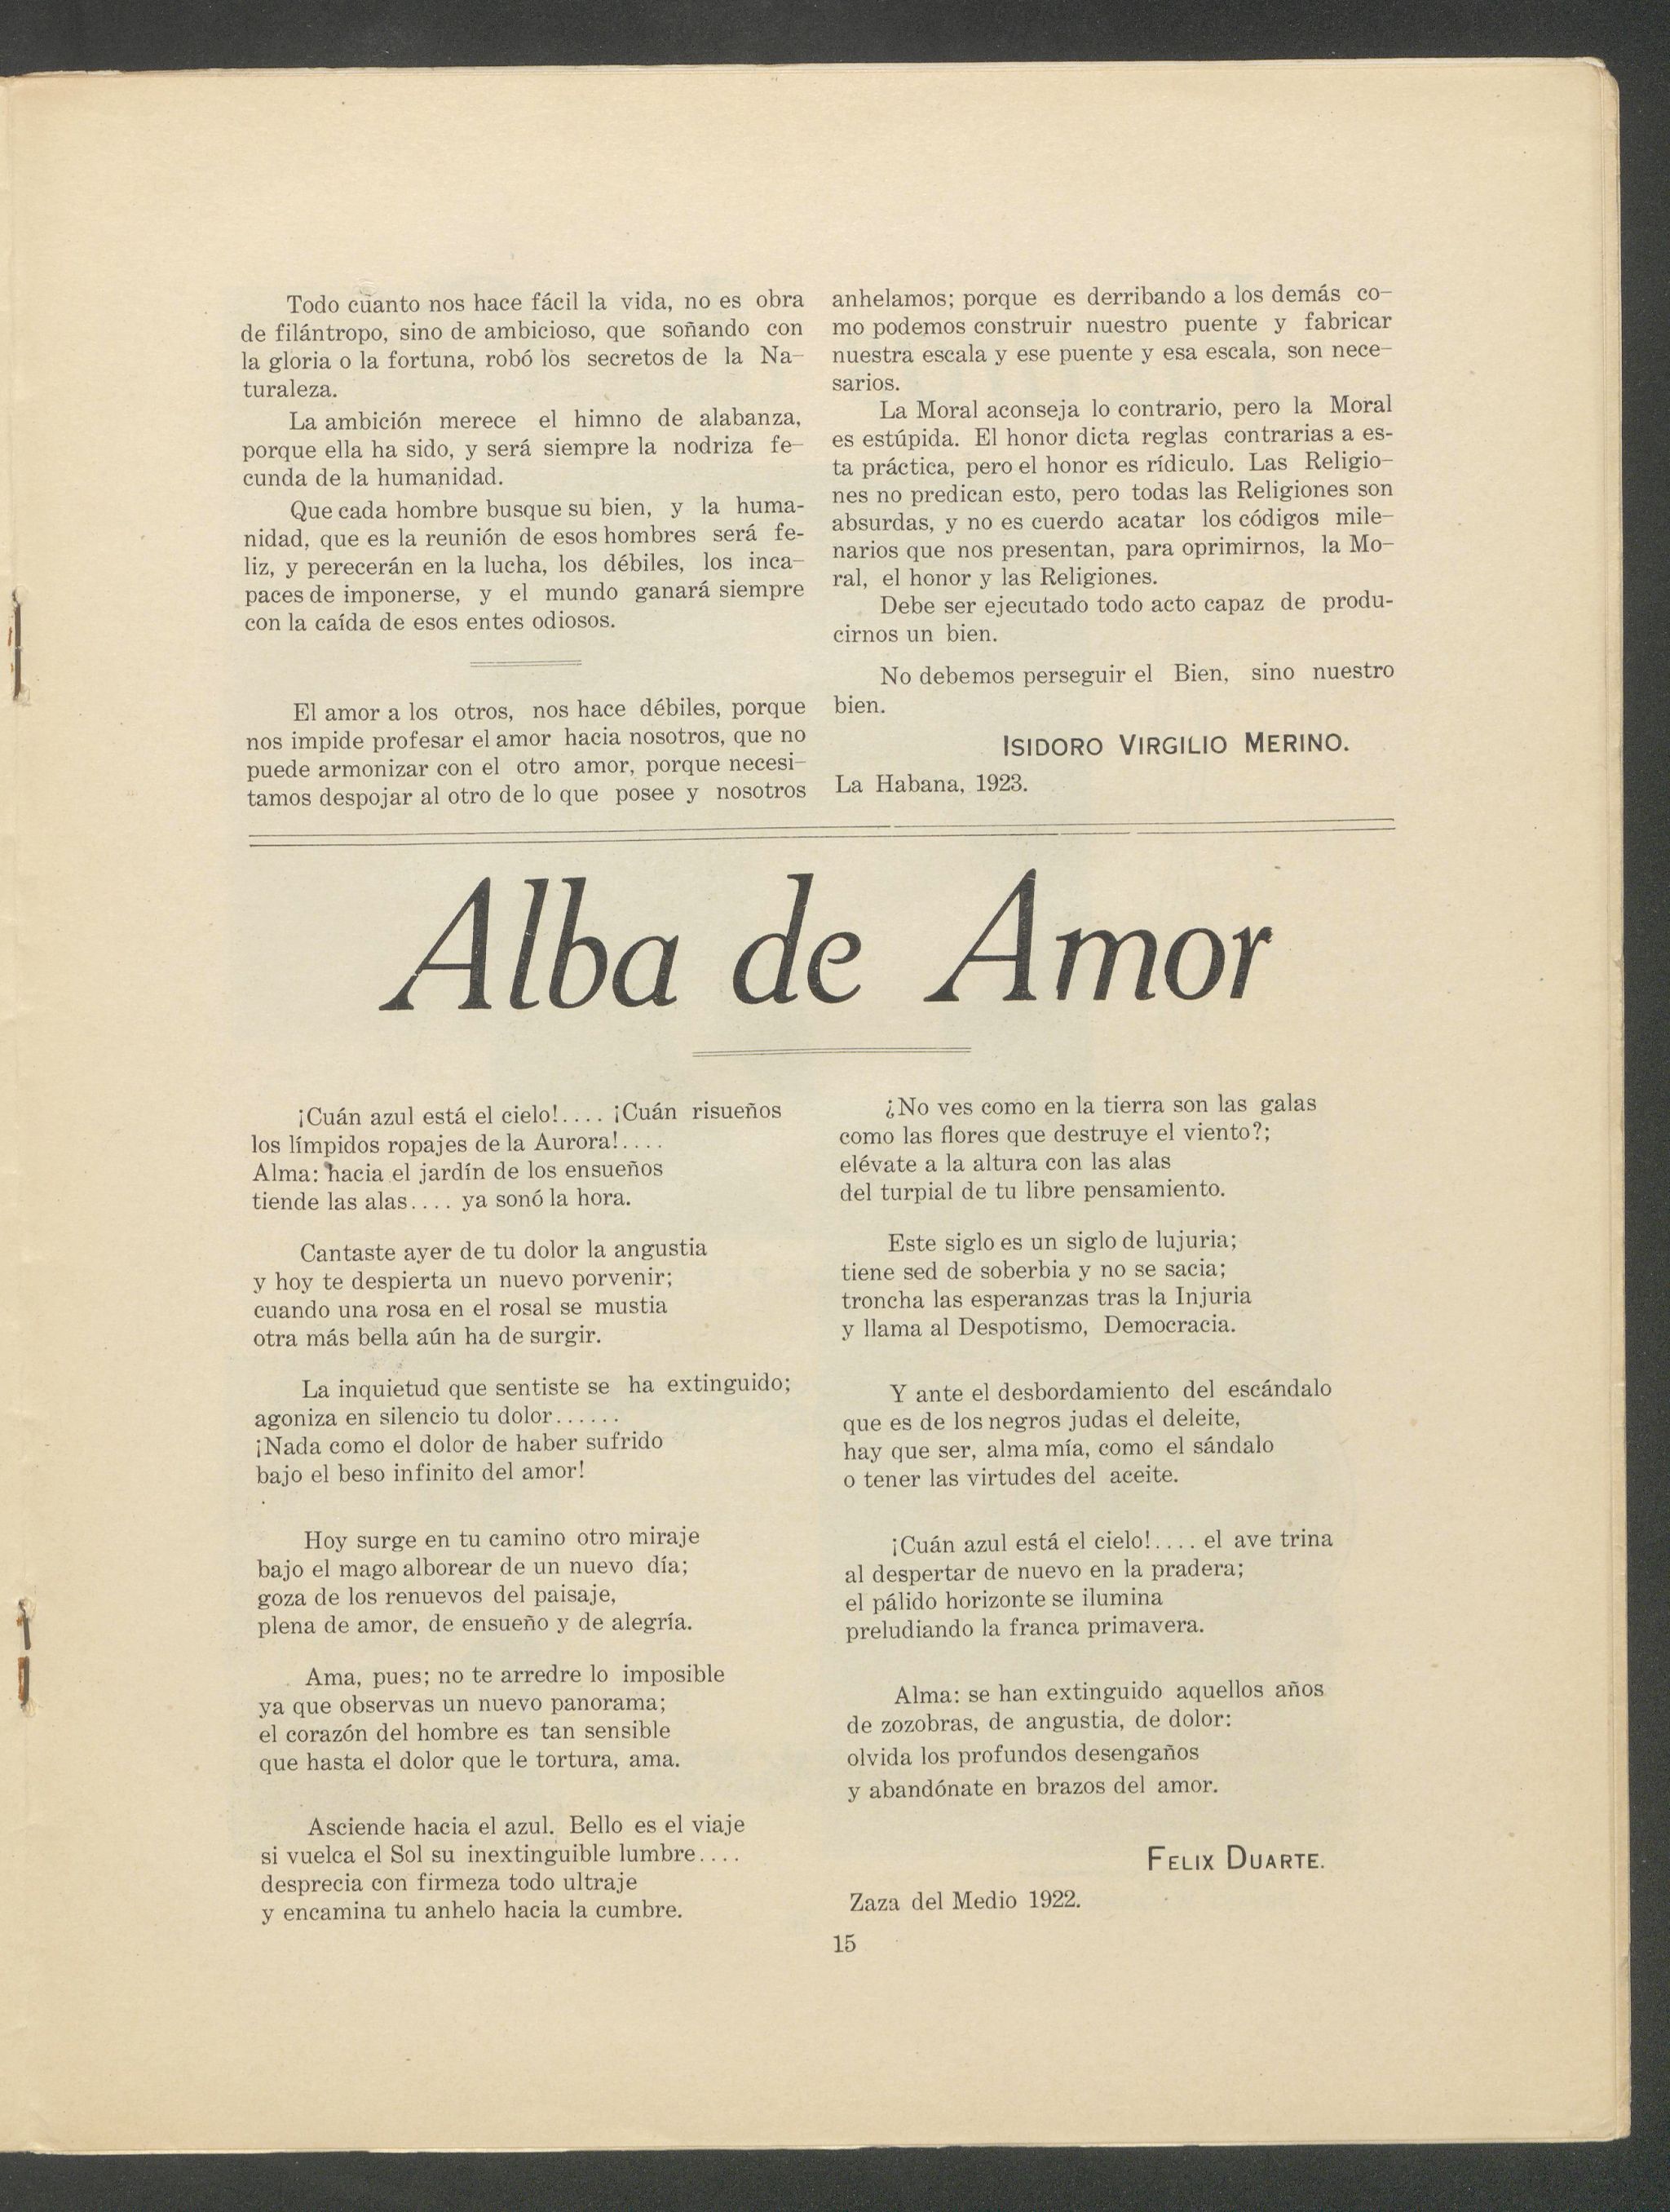 Todo cuanto nos hace fácil la vida, no es obra
de filántropo, sino de ambicioso, que soñando con
la gloria o la fortuna, robó los secretos de la Na-
turaleza.
La ambición merece el himno de alabanza,
porque ella ha sido, y será siempre la nodriza fe-
cunda de la humanidad.
Que cada hombre busque su bien, y la huma-
nidad, que es la reunión de esos hombres será fe-
liz, y perecerán en la lucha, los débiles, los inca-
paces de imponerse, y el mundo ganará siempre
con la caída de esos entes odiosos.
El amor a los otros, nos hace débiles, porque
nos impide profesar el amor hacia nosotros, que no
puede armonizar con el otro amor, porque necesi-
tamos despojar al otro de lo que posee y nosotros
anhelamos; porque es derribando a los demás co-
mo podemos construir nuestro puente y fabricar
nuestra escala y ese puente y esa escala, son nece-
sarios.
La Moral aconseja lo contrario, pero la Moral
es estúpida. El honor dicta reglas contrarias a es-
ta práctica, pero el honor es rídiculo. Las Religio-
nes no predican esto, pero todas las Religiones son
absurdas, y no es cuerdo acatar los códigos mile-
narios que nos presentan, para oprimirnos, la Mo-
ral, el honor y las Religiones.
Debe ser ejecutado todo acto capaz de produ-
cirnos un bien.
No debemos perseguir el Bien, sino nuestro
bien.
ISIDORO VIRGILIO MERINO.
La Habana, 1923.
Alba de Amor
¡Cuán azul está el cielo!.... ¡Cuán risueños
los límpidos ropajes de la Aurora!....
Alma: hacia el jardín de los ensueños
tiende las alas.... ya sonó la hora.
Cantaste ayer de tu dolor la angustia
y hoy te despierta un nuevo porvenir;
cuando una rosa en el rosal se mustia
otra más bella aún ha de surgir.
La inquietud que sentiste se ha extinguido;
agoniza en silencio tu dolor......
¡Nada como el dolor de haber sufrido
bajo el beso infinito del amor!
Hoy surge en tu camino otro miraje
bajo el mago alborear de un nuevo día;
goza de los renuevos del paisaje,
plena de amor, de ensueño y de alegría.
Ama, pues; no te arredre lo imposible
ya que observas un nuevo panorama;
el corazón del hombre es tan sensible
que hasta el dolor que le tortura, ama.
Asciende hacia el azul. Bello es el viaje
si vuelca el Sol su inextinguible lumbre....
desprecia con firmeza todo ultraje
y encamina tu anhelo hacia la cumbre.
¿No ves como en la tierra son las galas
como las flores que destruye el viento?;
elévate a la altura con las alas
del turpial de tu libre pensamiento.
Este siglo es un siglo de lujuria;
tiene sed de soberbia y no se sacia;
troncha las esperanzas tras la Injuria
y llama al Despotismo, Democracia.
Y ante el desbordamiento del escándalo
que es de los negros judas el deleite,
hay que ser, alma mía, como el sándalo
o tener las virtudes del aceite.
¡Cuán azul está el cielo!.... el ave trina
al despertar de nuevo en la pradera;
el pálido horizonte se ilumina
preludiando la franca primavera.
Alma: se han extinguido aquellos años
de zozobras, de angustia, de dolor:
olvida los profundos desengaños
y abandónate en brazos del amor.
FELIX DUARTE.
Zaza del Medio 1922.
15